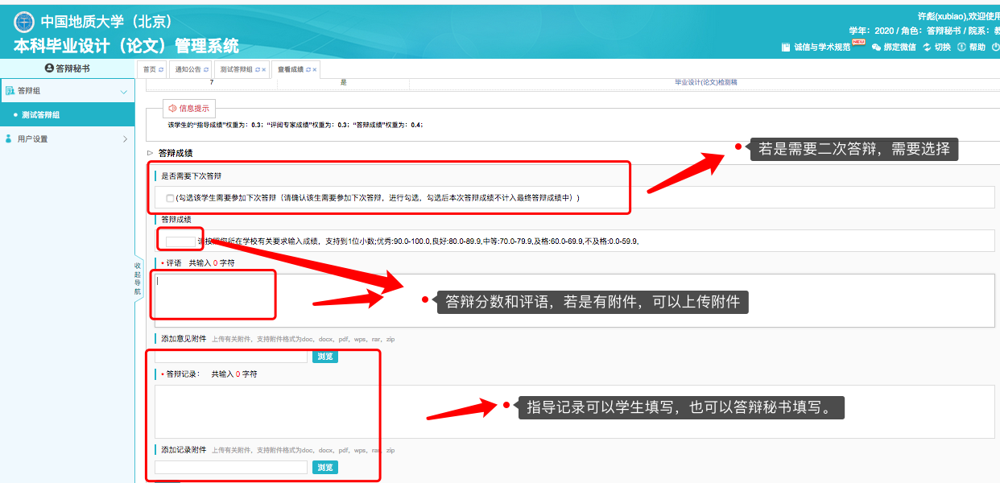 中国地质大学（北京）
本科毕业设计（论文）管理系统
许彪(xubiao),欢迎使用
学年：2020 / 角色：答辩秘书 / 院系：教
诚信与学术规范 NEW 绑定微信 切换 帮助
答辩秘书
首页 通知公告 测试答辩组 查看成绩
答辩组
测试答辩组
用户设置
收起导航
7 是 毕业设计(论文)检测稿
信息提示
该学生的“指导成绩”权重为：0.3；“评阅专家成绩”权重为：0.3；“答辩成绩”权重为：0.4；
答辩成绩
若是需要二次答辩，需要选择
是否需要下次答辩
(勾选该学生需要参加下次答辩（请确认该生需要参加下次答辩，进行勾选，勾选后本次答辩成绩不计入最终答辩成绩中）)
答辩成绩
请按照您所在学校有关要求输入成绩，支持到1位小数;优秀:90.0-100.0,良好:80.0-89.9,中等:70.0-79.9,及格:60.0-69.9,不及格:0.0-59.9,
• 评语 共输入 0 字符
答辩分数和评语，若是有附件，可以上传附件
添加意见附件 上传有关附件，支持附件格式为doc，docx，pdf，wps，rar，zip
浏览
• 答辩记录： 共输入 0 字符
指导记录可以学生填写，也可以答辩秘书填写。
添加记录附件 上传有关附件，支持附件格式为doc，docx，pdf，wps，rar，zip
浏览